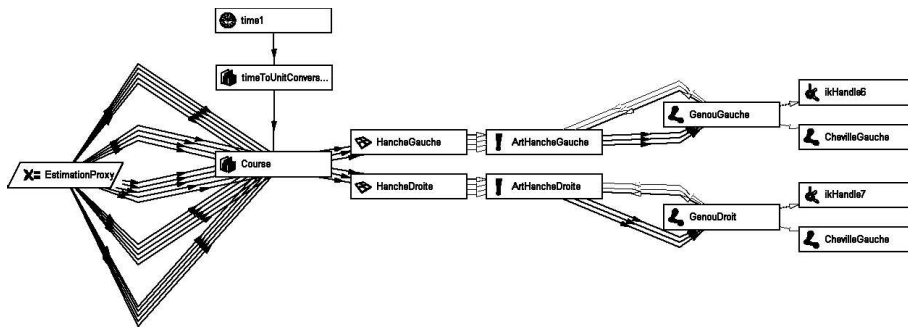 time1
timeToUnitConvers...
ikHandle6
GenouGauche
ChevilleGauche
HancheGauche
ArtHancheGauche
Course
X= EstimationProxy
HancheDroite
ArtHancheDroite
ikHandle7
GenouDroit
ChevilleGauche